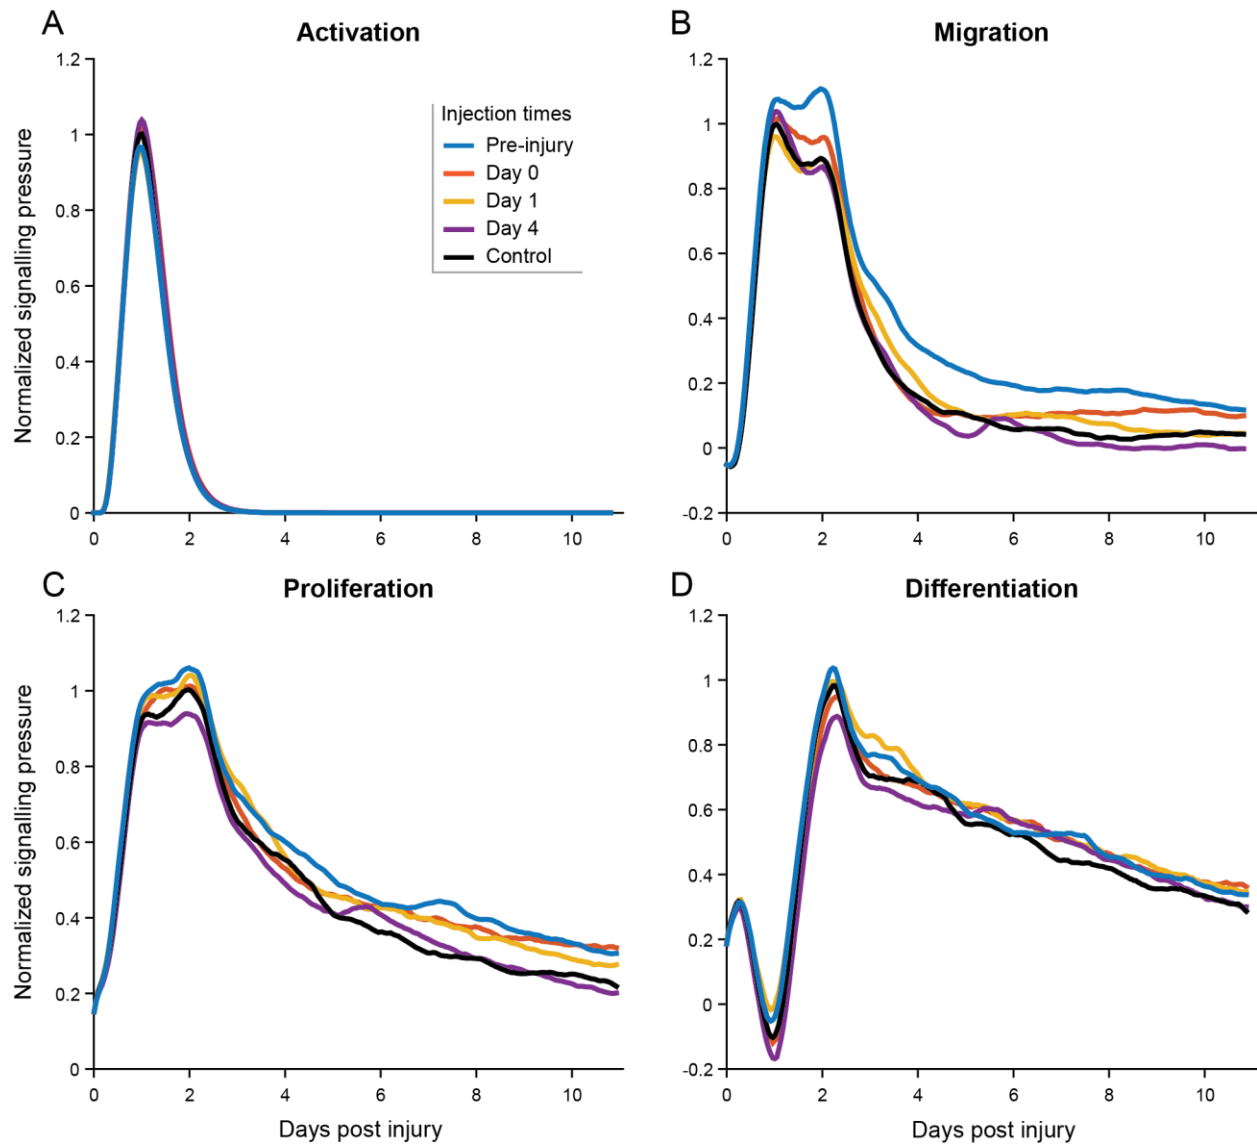 A
Activation
Normalized signalling pressure
1.2
1
0.8
0.6
0.4
0.2
0
0 2 4 6 8 10
Injection times
Pre-injury
Day 0
Day 1
Day 4
Control
B
Migration
1.2
1
0.8
0.6
0.4
0.2
0
-0.2
0 2 4 6 8 10
C
Proliferation
Normalized signalling pressure
1.2
1
0.8
0.6
0.4
0.2
0
0 2 4 6 8 10
Days post injury
D
Differentiation
1.2
1
0.8
0.6
0.4
0.2
0
-0.2
0 2 4 6 8 10
Days post injury